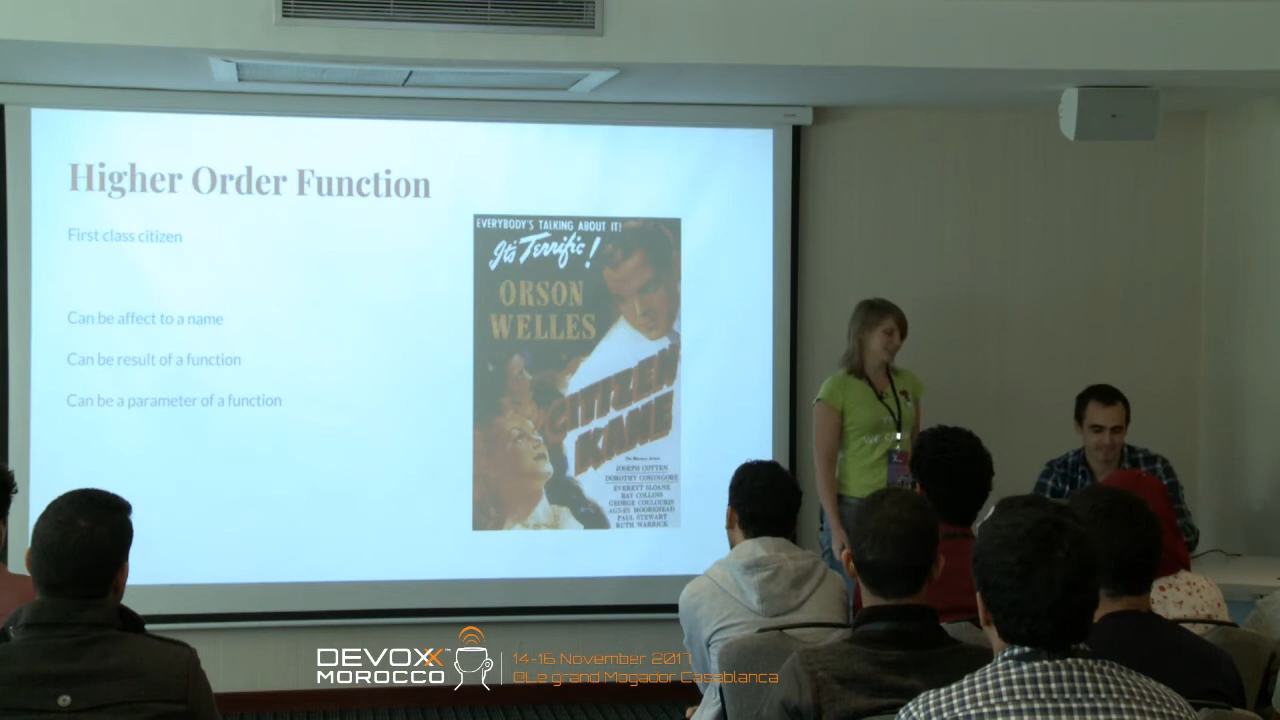 Higher Order Function
First class citizen
Can be affect to a name
Can be result of a function
Can be a parameter of a function
EVERYBODY'S TALKING ABOUT IT!
It's Terrific!
ORSON
WELLES
CITIZEN
KANE
JOSEPH COTTEN
DOROTHY COMINGORE
EVERETT SLOANE
RAY COLLINS
GEORGE COULOURIS
AGNES MOOREHEAD
PAUL STEWART
RUTH WARRICK
DEVOXX™
MOROCCO
14-16 November 2017
@Le grand Mogador Casablanca